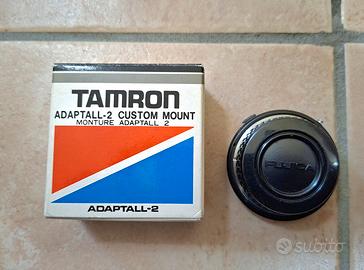 TAMRON
ADAPTALL-2 CUSTOM MOUNT
MONTURE ADAPTALL 2
ADAPTALL-2
FUJICA
subito